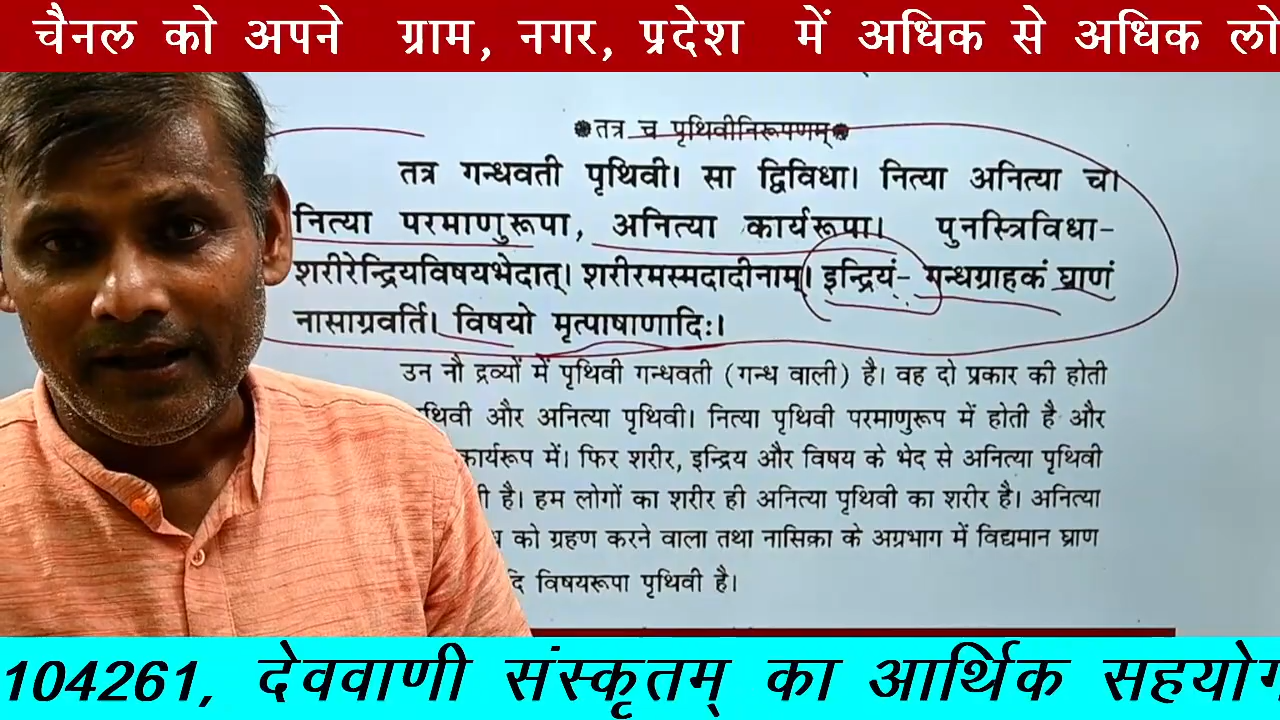 चैनल को अपने ग्राम, नगर, प्रदेश में अधिक से अधिक लो
तत्र च पृथिवीनिरूपणम्
तत्र गन्धवती पृथिवी। सा द्विविधा। नित्या अनित्या च।
नित्या परमाणुरूपा, अनित्या कार्यरूपा। पुनस्त्रिविधा-
शरीरेन्द्रियविषयभेदात्। शरीरमस्मदादीनाम्। इन्द्रियं- गन्धग्राहकं घ्राणं
नासाग्रवर्ति। विषयो मृत्पाषाणादिः।
उन नौ द्रव्यों में पृथिवी गन्धवती (गन्ध वाली) है। वह दो प्रकार की होती
और अनित्या पृथिवी। नित्या पृथिवी परमाणुरूप में होती है और
कार्यरूप में। फिर शरीर, इन्द्रिय और विषय के भेद से अनित्या पृथिवी
है। हम लोगों का शरीर ही अनित्या पृथिवी का शरीर है। अनित्या
को ग्रहण करने वाला तथा नासिका के अग्रभाग में विद्यमान घ्राण
विषयरूपा पृथिवी है।
104261, देववाणी संस्कृतम् का आर्थिक सहयोग